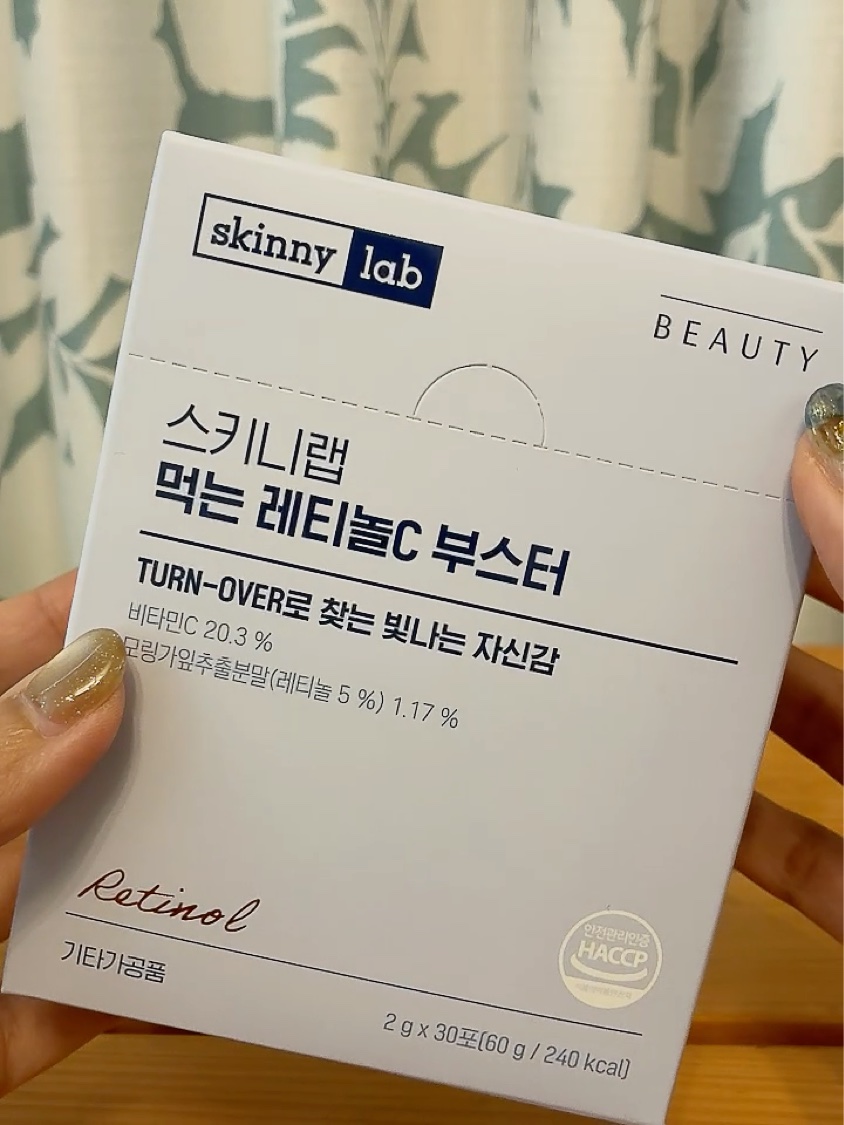 skinny lab
BEAUTY
스키니랩
먹는 레티놀C 부스터
TURN-OVER로 찾는 빛나는 자신감
비타민C 20.3 %
모링가잎추출분말(레티놀 5 %) 1.17 %
Retinol
안전관리인증
HACCP
기타가공품
2 g x 30포(60 g / 240 kcal)